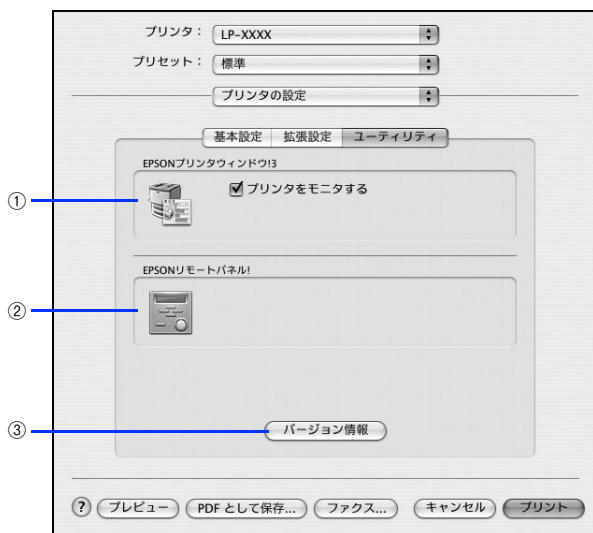 プリンタ： LP-XXXX
プリセット： 標準
プリンタの設定
基本設定 拡張設定 ユーティリティ
EPSONプリンタウィンドウ!3
① プリンタをモニタする
EPSONリモートパネル!
②
③ バージョン情報
? プレビュー PDF として保存... ファクス... キャンセル プリント